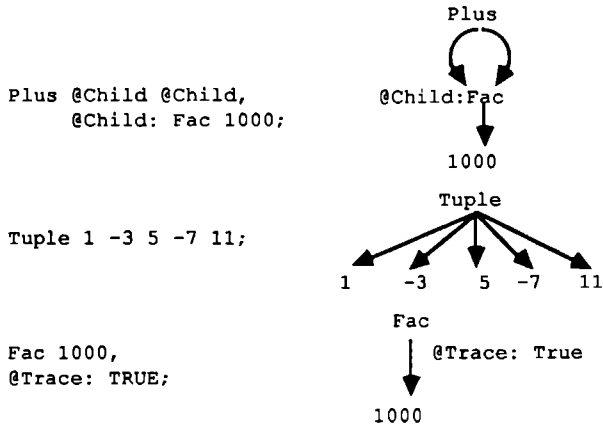 Plus
Plus @Child @Child,
@Child: Fac 1000;
@Child:Fac
1000
Tuple
Tuple 1 -3 5 -7 11;
1 -3 5 -7 11
Fac
Fac 1000,
@Trace: TRUE;
@Trace: True
1000